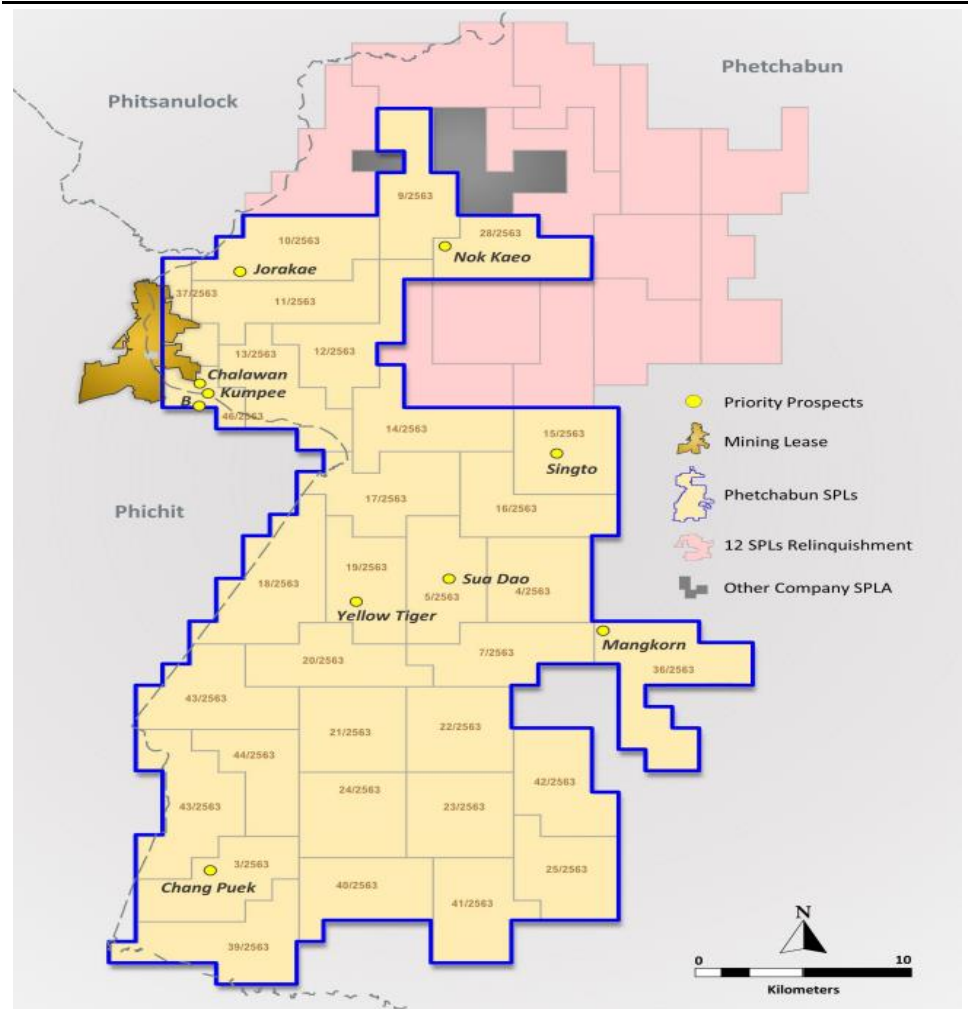 Phetchabun
Phitsanulock
9/2563
28/2563
10/2563
Nok Kaeo
Jorakae
37/2563
11/2563
13/2563
12/2563
Chalawan
Kumpee
B
46/2563
14/2563
15/2563
Singto
Priority Prospects
Mining Lease
Phetchabun SPLs
12 SPLs Relinquishment
Other Company SPLA
Phichit
17/2563
16/2563
18/2563
19/2563
Sua Dao
5/2563
4/2563
Yellow Tiger
Mangkorn
7/2563
20/2563
36/2563
43/2563
21/2563
22/2563
44/2563
42/2563
24/2563
23/2563
43/2563
3/2563
Chang Puek
40/2563
25/2563
41/2563
39/2563
N
0 10
Kilometers